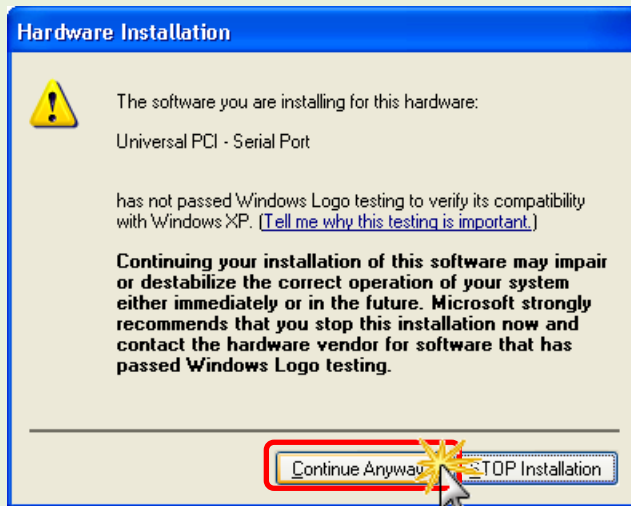 Hardware Installation
The software you are installing for this hardware:
Universal PCI - Serial Port
has not passed Windows Logo testing to verify its compatibility
with Windows XP. (Tell me why this testing is important.)
Continuing your installation of this software may impair
or destabilize the correct operation of your system
either immediately or in the future. Microsoft strongly
recommends that you stop this installation now and
contact the hardware vendor for software that has
passed Windows Logo testing.
Continue Anyway STOP Installation